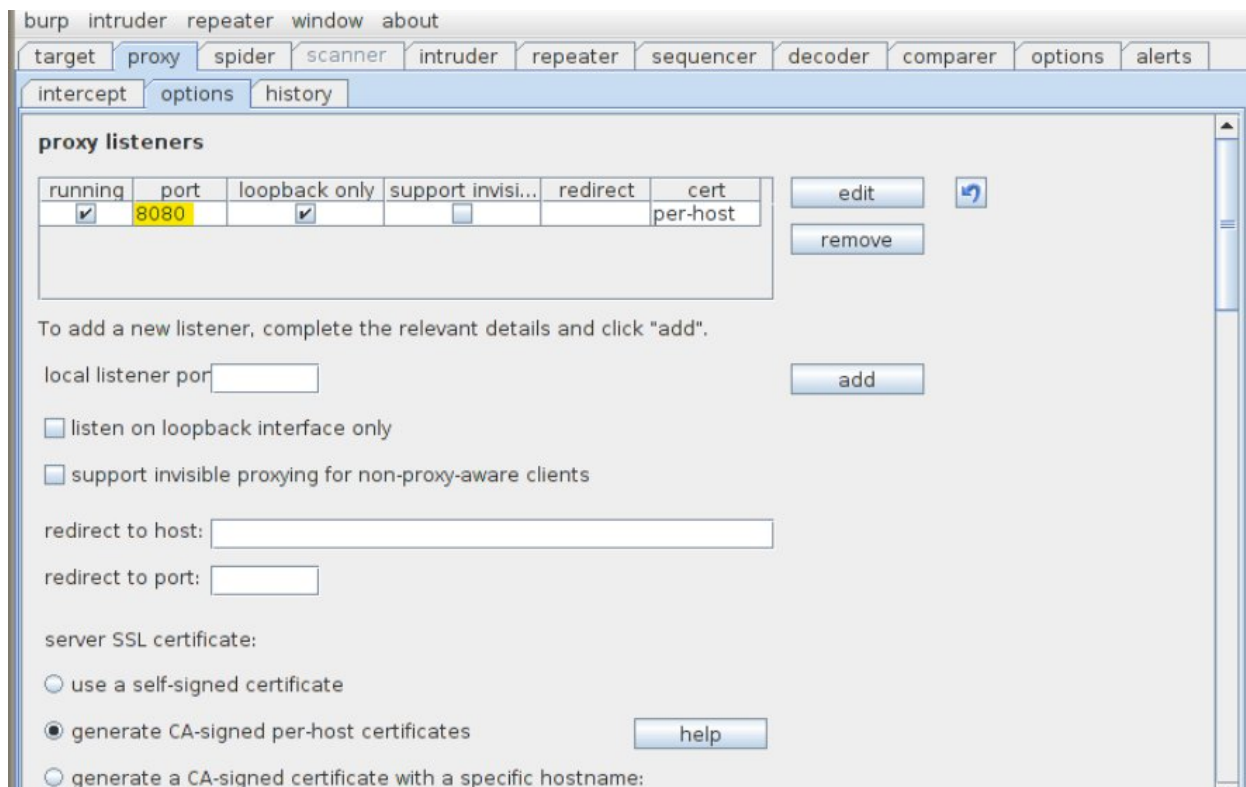 burp intruder repeater window about
target proxy spider scanner intruder repeater sequencer decoder comparer options alerts
intercept options history
proxy listeners
running port loopback only support invisi... redirect cert
8080 per-host
edit
remove
To add a new listener, complete the relevant details and click "add".
local listener por
add
listen on loopback interface only
support invisible proxying for non-proxy-aware clients
redirect to host:
redirect to port:
server SSL certificate:
use a self-signed certificate
generate CA-signed per-host certificates
help
generate a CA-signed certificate with a specific hostname: